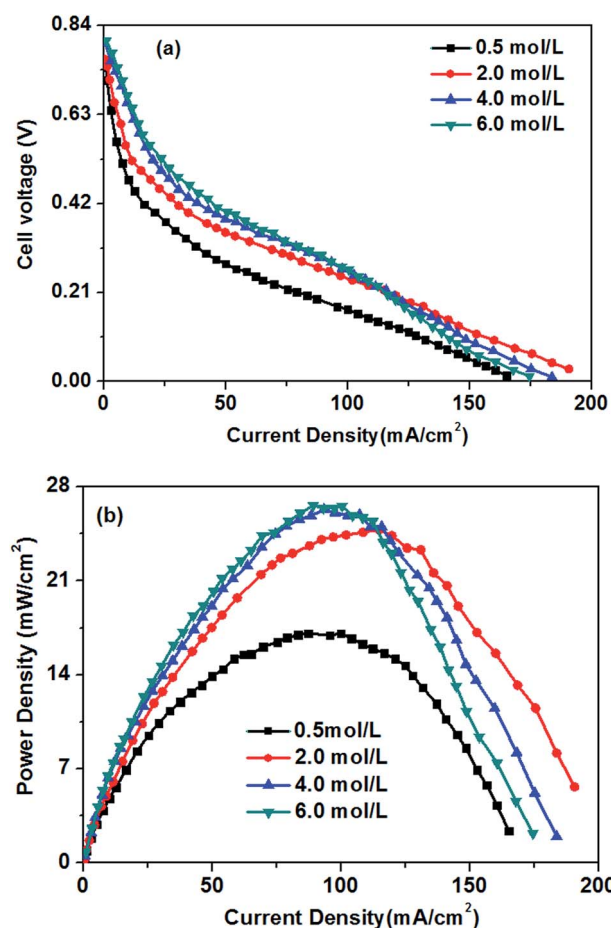 (a)
0.5 mol/L
2.0 mol/L
4.0 mol/L
6.0 mol/L
Cell voltage (V)
0.84
0.63
0.42
0.21
0.00
0 50 100 150 200
Current Density(mA/cm²)
(b)
Power Density (mW/cm²)
28
21
14
7
0
0.5mol/L
2.0 mol/L
4.0 mol/L
6.0 mol/L
0 50 100 150 200
Current Density(mA/cm²)